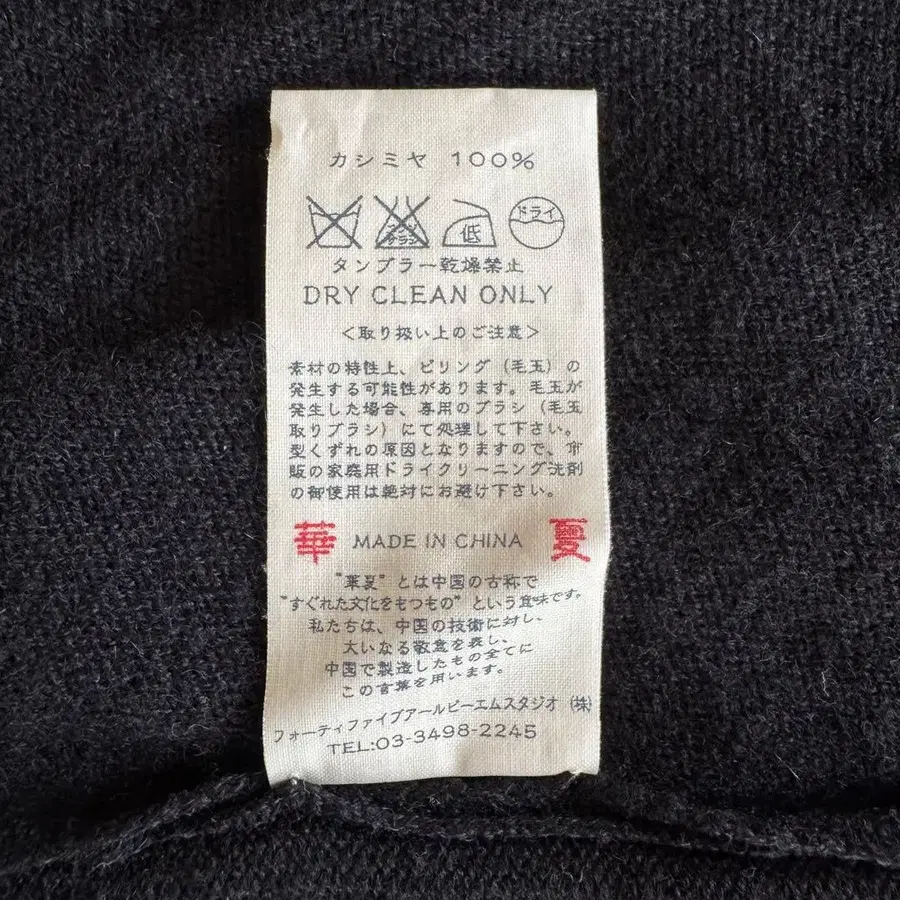 カシミヤ 100%
低 ドライ
タンブラー乾燥禁止
DRY CLEAN ONLY
<取り扱い上のご注意>
素材の特性上、ピリング（毛玉）の
発生する可能性があります。毛玉が
発生した場合、専用のブラシ（毛玉
取りブラシ）にて処理して下さい。
型くずれの原因となりますので、市
販の家庭用ドライクリーニング洗剤
の御使用は絶対にお避け下さい。
華 MADE IN CHINA 夏
"華夏" とは中国の古称で
"すぐれた文化をもつもの" という意味です。
私たちは、中国の技術に対し、
大いなる敬意を表し、
中国で製造したもの全てに
この言葉を用います。
フォーティファイブアールピーエムスタジオ（株）
TEL:03-3498-2245